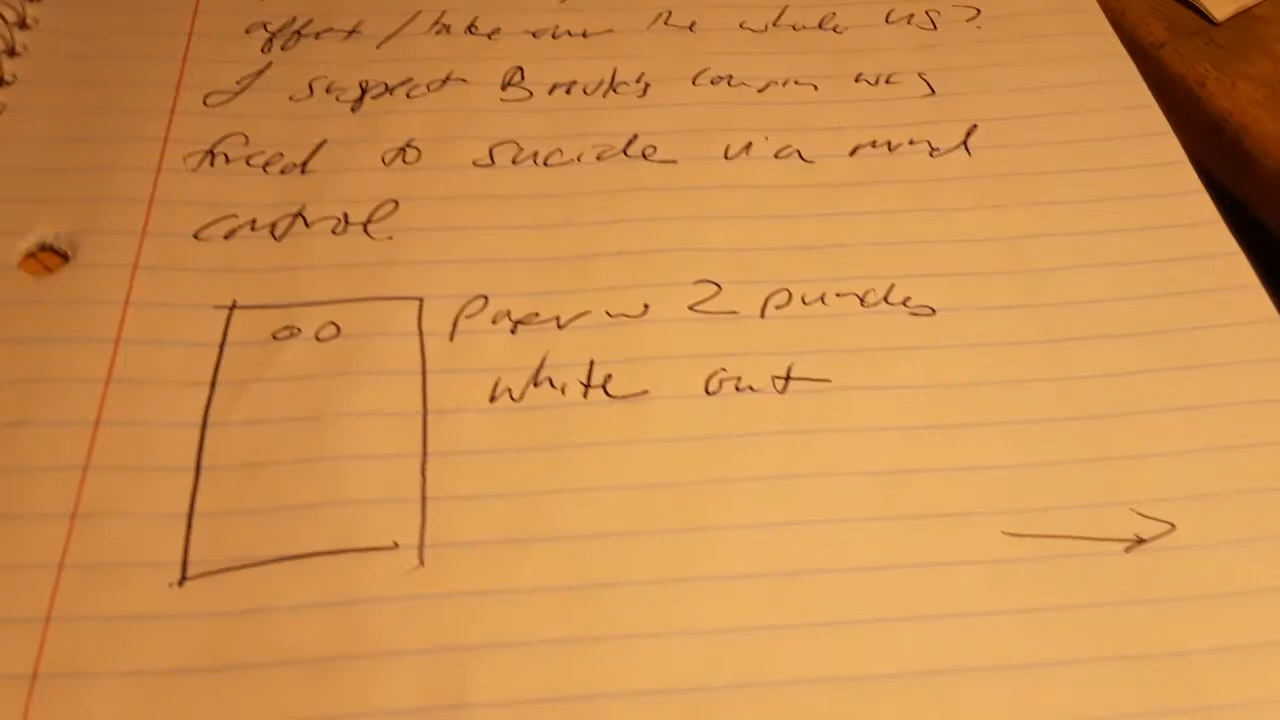 affect / take over the whole US?
I suspect Breuk's cousin was
forced to suicide via mind
control.
oo
Paper w 2 punches
white out